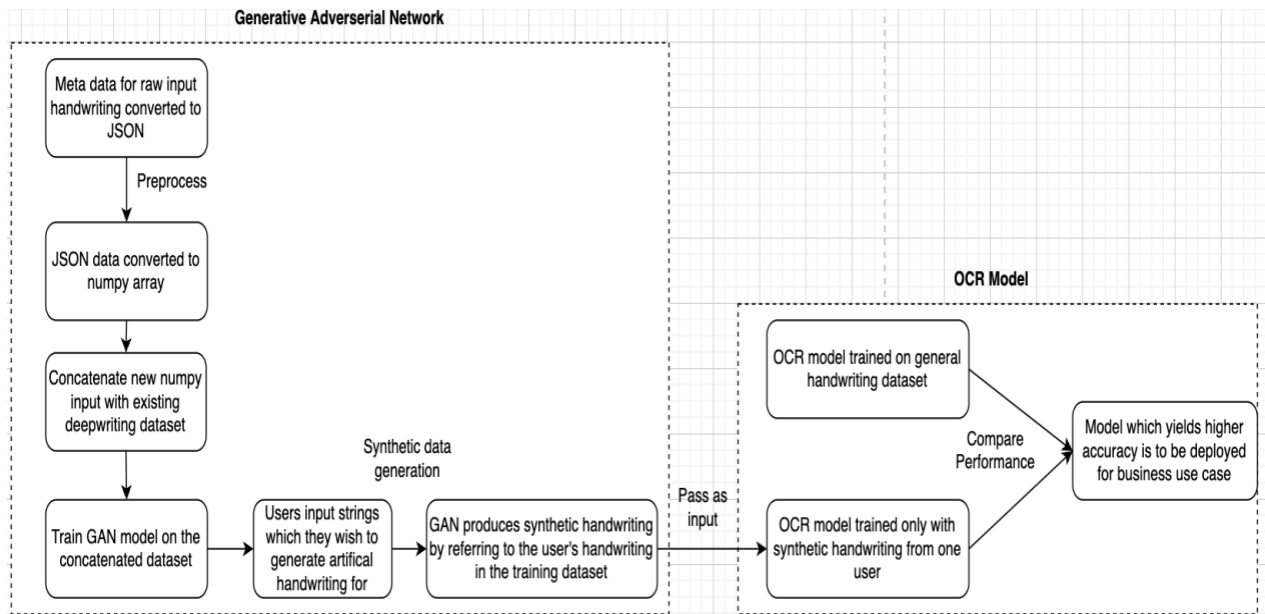 Generative Adverserial Network
Meta data for raw input
handwriting converted to
JSON
Preprocess
JSON data converted to
numpy array
Concatenate new numpy
input with existing
deepwriting dataset
Train GAN model on the
concatenated dataset
Users input strings
which they wish to
generate artifical
handwriting for
Synthetic data
generation
GAN produces synthetic handwriting
by referring to the user's handwriting
in the training dataset
Pass as
input
OCR Model
OCR model trained on general
handwriting dataset
OCR model trained only with
synthetic handwriting from one
user
Compare
Performance
Model which yields higher
accuracy is to be deployed
for business use case